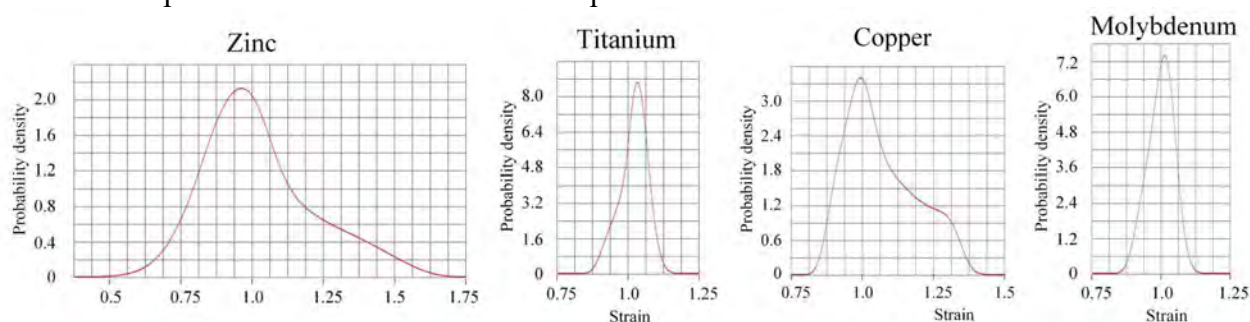 Zinc
Probability density
2.0
1.6
1.2
0.8
0.4
0
0.5 0.75 1.0 1.25 1.5 1.75
Titanium
Probability density
8.0
6.4
4.8
3.2
1.6
0
0.75 1.0 1.25
Strain
Copper
Probability density
3.0
2.4
1.8
1.2
0.6
0
0.75 1.0 1.25 1.5
Strain
Molybdenum
Probability density
7.2
6.0
4.8
3.6
2.4
1.2
0
0.75 1.0 1.25
Strain